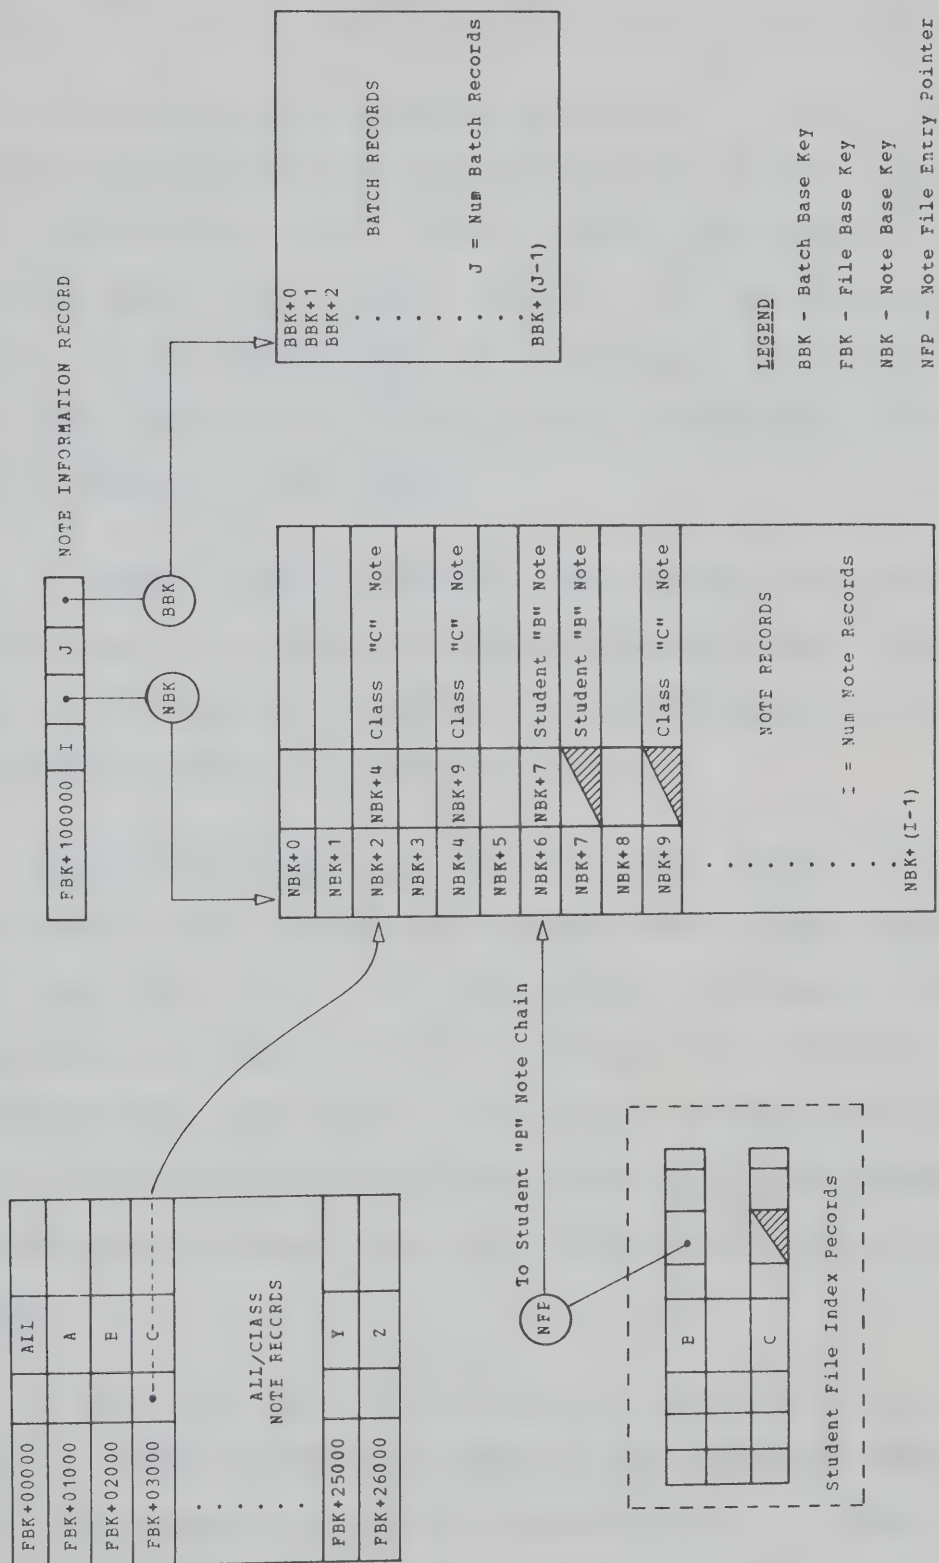 NOTE INFORMATION RECORD
FBK+100000 I J
NBK
BBK
FBK+00000 ALL
FBK+01000 A
FBK+02000 B
FBK+03000 C
ALL/CLASS
NOTE RECCRDS
FBK+25000 Y
FBK+26000 Z
NBK+0
NBK+1
NBK+2 NBK+4 Class "C" Note
NBK+3
NBK+4 NBK+9 Class "C" Note
NBK+5
NBK+6 NBK+7 Student "B" Note
NBK+7 Student "B" Note
NBK+8
NBK+9 Class "C" Note
NOTE RECORDS
I = Num Note Records
NBK+(I-1)
BBK+0
BBK+1
BBK+2
BATCH RECORDS
J = Num Batch Records
BBK+(J-1)
To Student "B" Note Chain
NFP
B
C
Student File Index Records
LEGEND
BBK - Batch Base Key
FBK - File Base Key
NBK - Note Base Key
NFP - Note File Entry Pointer